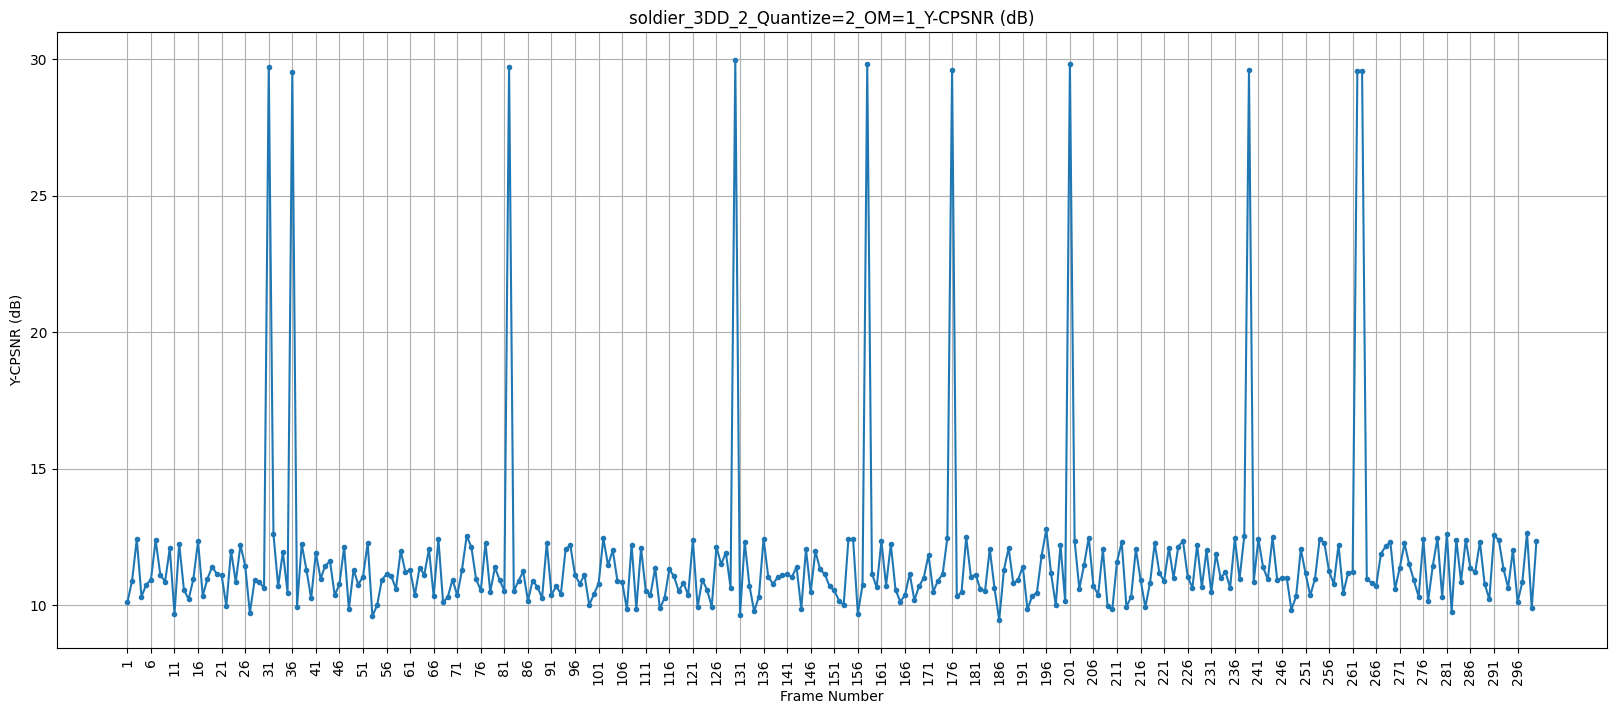 soldier_3DD_2_Quantize=2_OM=1_Y-CPSNR (dB)
30
25
20
15
10
Y-CPSNR (dB)
1 6 11 16 21 26 31 36 41 46 51 56 61 66 71 76 81 86 91 96 101 106 111 116 121 126 131 136 141 146 151 156 161 166 171 176 181 186 191 196 201 206 211 216 221 226 231 236 241 246 251 256 261 266 271 276 281 286 291 296
Frame Number